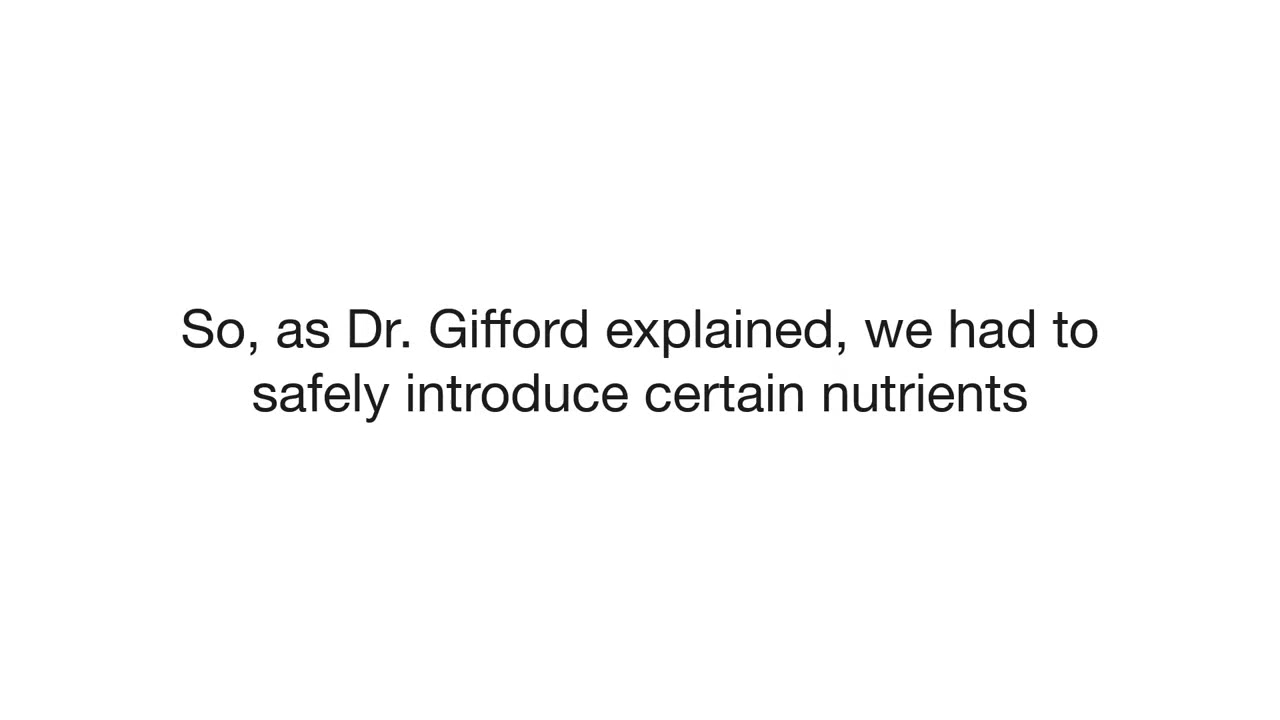 So, as Dr. Gifford explained, we had to
safely introduce certain nutrients